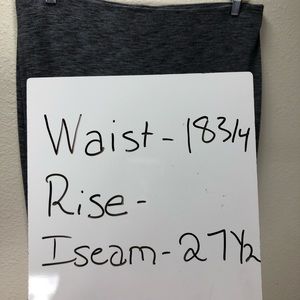 Waist - 18 3/4
Rise -
Iseam - 27 1/2